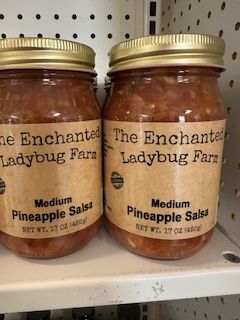 The Enchanted
Ladybug Farm
Medium
Pineapple Salsa
NET WT. 17 OZ (482g)
The Enchanted
Ladybug Farm
Medium
Pineapple Salsa
NET WT. 17 OZ (482g)